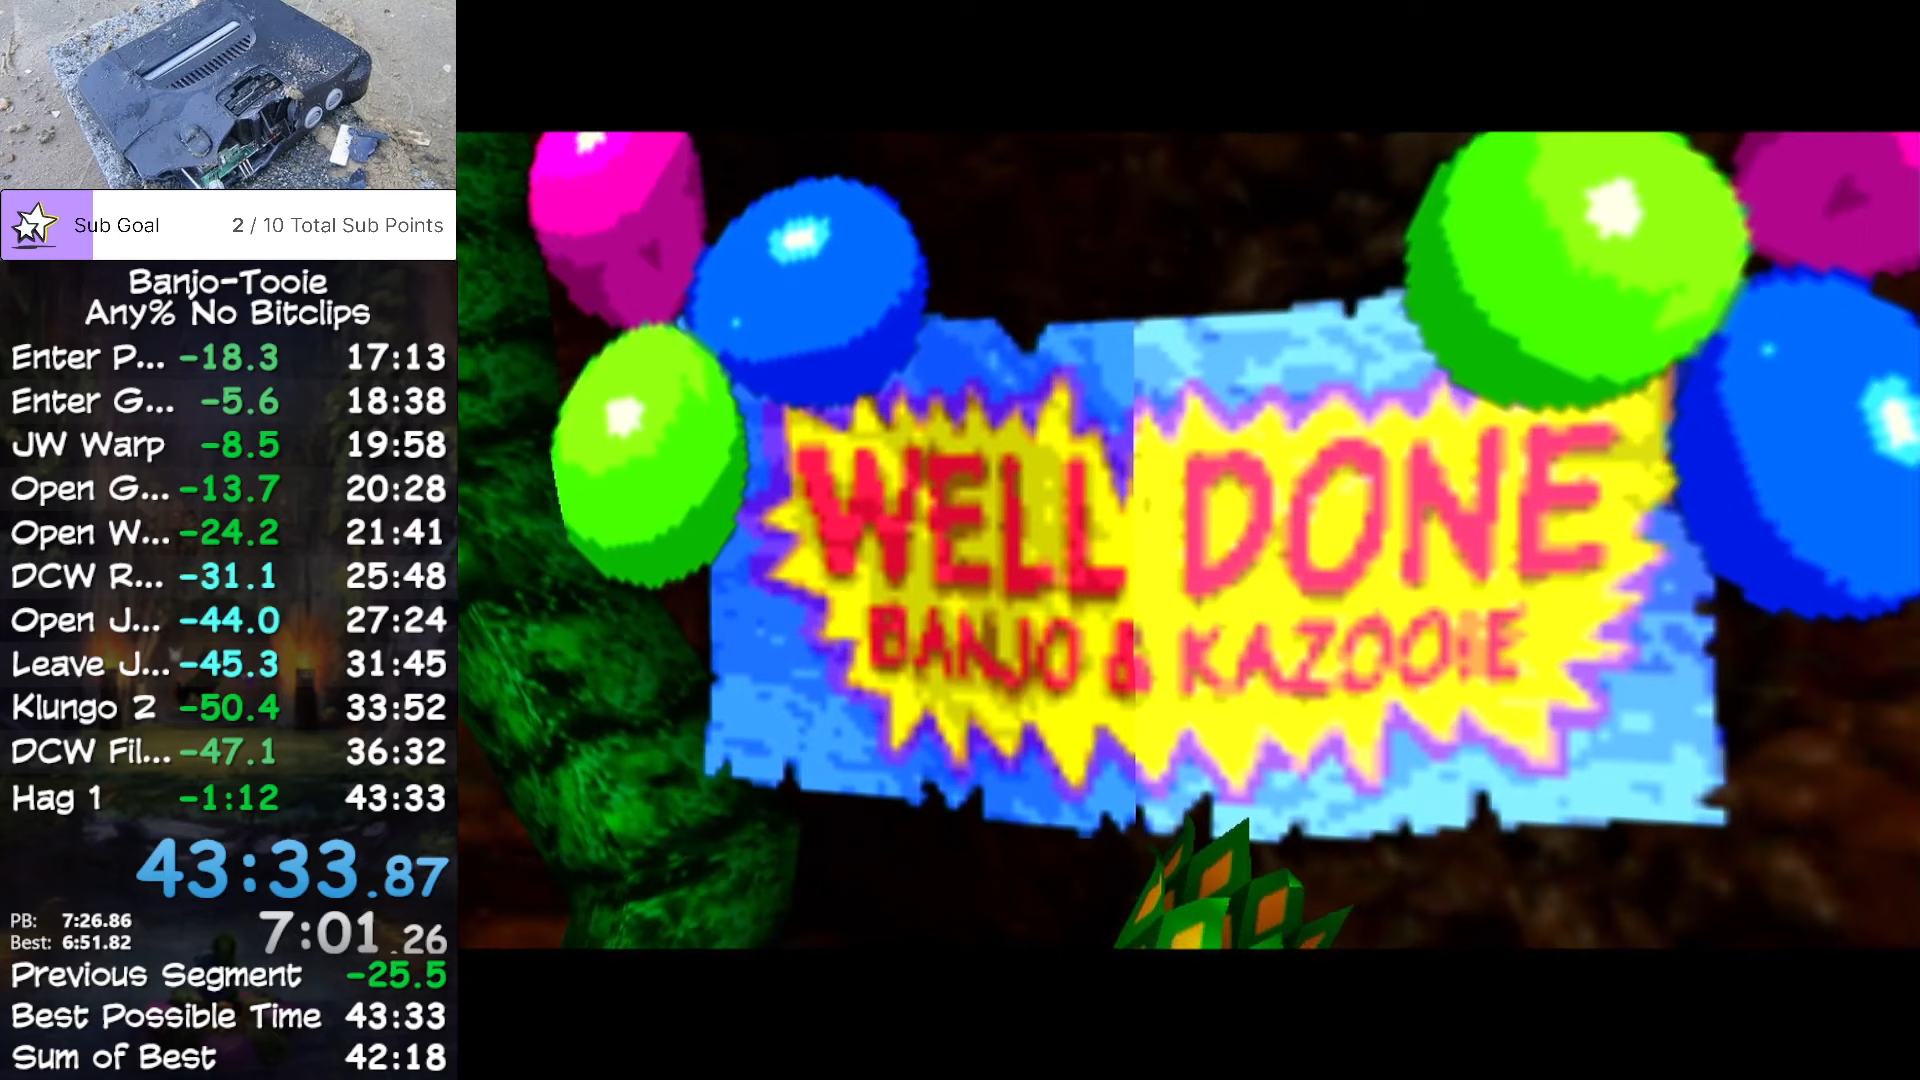 Sub Goal 2 / 10 Total Sub Points
Banjo-Tooie
Any% No Bitclips
Enter P... -18.3 17:13
Enter G... -5.6 18:38
JW Warp -8.5 19:58
Open G... -13.7 20:28
Open W... -24.2 21:41
DCW R... -31.1 25:48
Open J... -44.0 27:24
Leave J... -45.3 31:45
Klungo 2 -50.4 33:52
DCW Fil... -47.1 36:32
Hag 1 -1:12 43:33
43:33.87
PB: 7:26.86
Best: 6:51.82
7:01.26
Previous Segment -25.5
Best Possible Time 43:33
Sum of Best 42:18
WELL DONE
BANJO & KAZOOIE